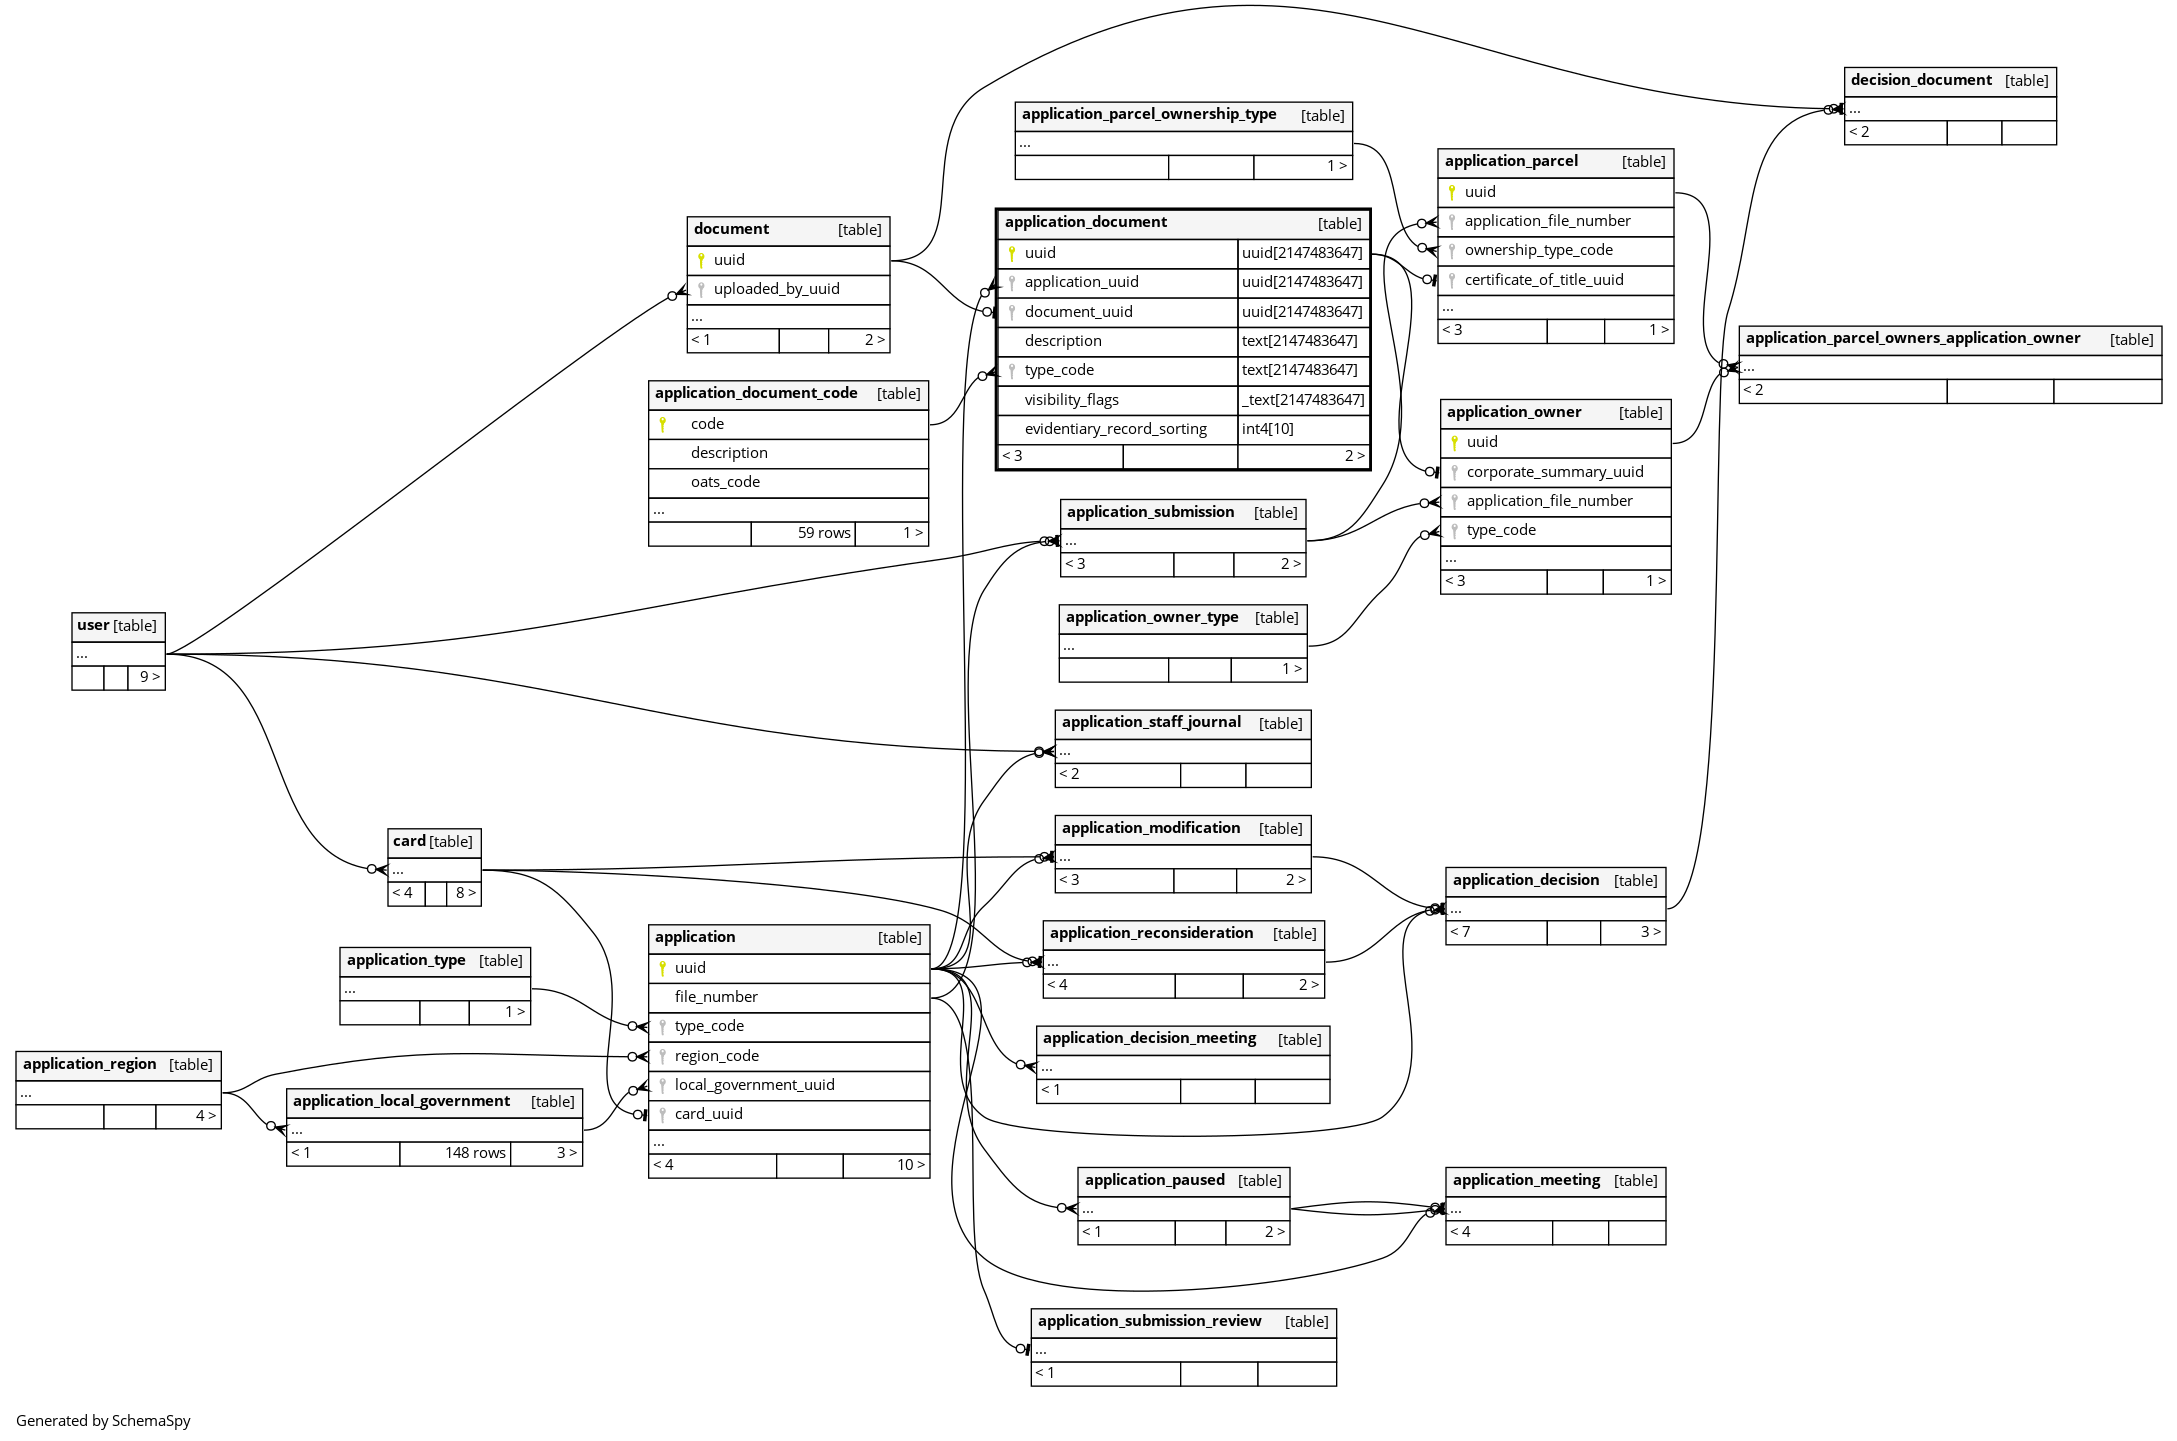 decision_document [table]
...
< 2
application_parcel_ownership_type [table]
...
1 >
application_parcel [table]
uuid
application_file_number
ownership_type_code
certificate_of_title_uuid
...
< 3 1 >
document [table]
uuid
uploaded_by_uuid
...
< 1 2 >
application_document [table]
uuid uuid[2147483647]
application_uuid uuid[2147483647]
document_uuid uuid[2147483647]
description text[2147483647]
type_code text[2147483647]
visibility_flags _text[2147483647]
evidentiary_record_sorting int4[10]
< 3 2 >
application_parcel_owners_application_owner [table]
...
< 2
application_document_code [table]
code
description
oats_code
...
59 rows 1 >
application_owner [table]
uuid
corporate_summary_uuid
application_file_number
type_code
...
< 3 1 >
application_submission [table]
...
< 3 2 >
user [table]
...
9 >
application_owner_type [table]
...
1 >
application_staff_journal [table]
...
< 2
card [table]
...
< 4 8 >
application_modification [table]
...
< 3 2 >
application_decision [table]
...
< 7 3 >
application [table]
uuid
file_number
type_code
region_code
local_government_uuid
card_uuid
...
< 4 10 >
application_reconsideration [table]
...
< 4 2 >
application_type [table]
...
1 >
application_decision_meeting [table]
...
< 1
application_region [table]
...
4 >
application_local_government [table]
...
< 1 148 rows 3 >
application_paused [table]
...
< 1 2 >
application_meeting [table]
...
< 4
application_submission_review [table]
...
< 1
Generated by SchemaSpy